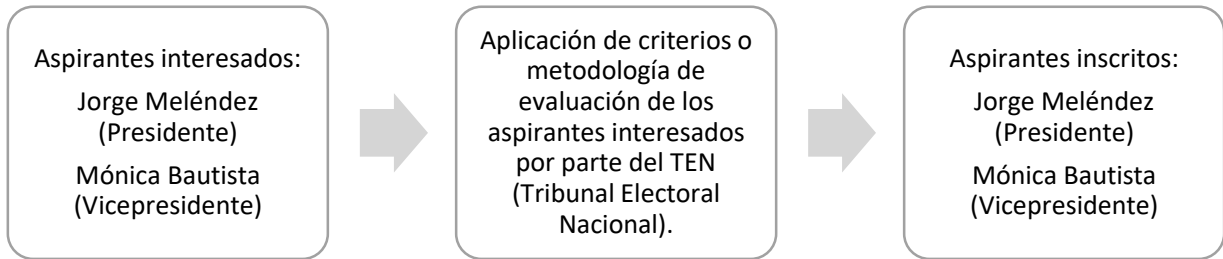 Aspirantes interesados:
Jorge Meléndez
(Presidente)
Mónica Bautista
(Vicepresidente)
Aplicación de criterios o
metodología de
evaluación de los
aspirantes interesados
por parte del TEN
(Tribunal Electoral
Nacional).
Aspirantes inscritos:
Jorge Meléndez
(Presidente)
Mónica Bautista
(Vicepresidente)